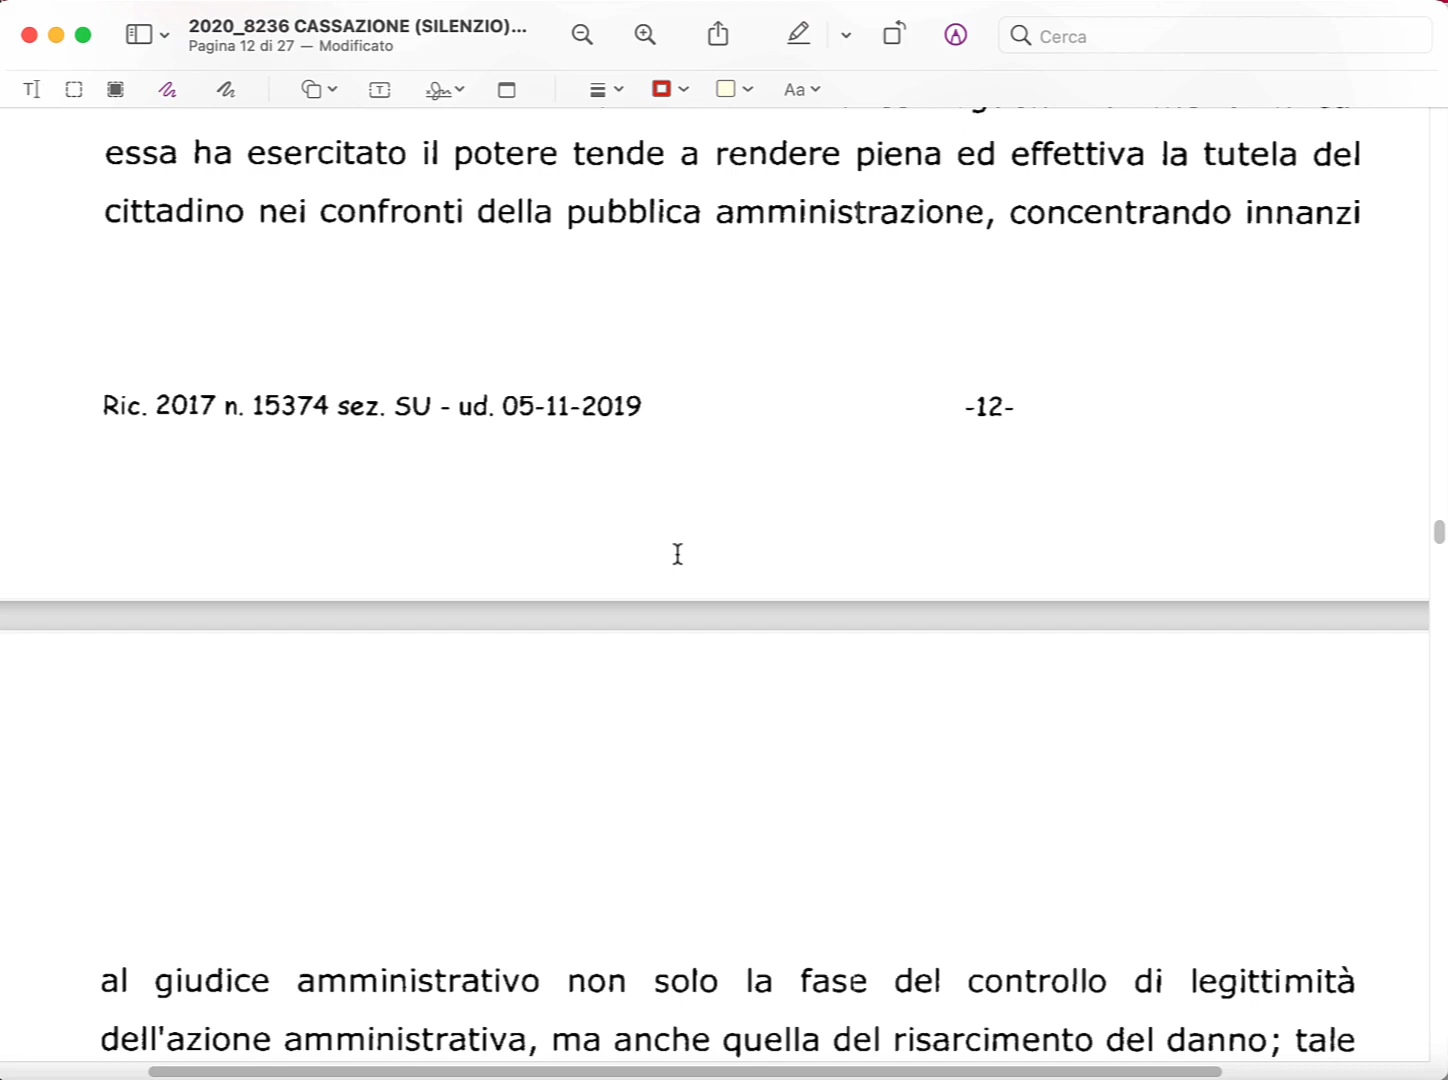 2020_8236 CASSAZIONE (SILENZIO)...
Pagina 12 di 27 — Modificato
Cerca
Aa
essa ha esercitato il potere tende a rendere piena ed effettiva la tutela del
cittadino nei confronti della pubblica amministrazione, concentrando innanzi
Ric. 2017 n. 15374 sez. SU - ud. 05-11-2019 -12-
al giudice amministrativo non solo la fase del controllo di legittimità
dell'azione amministrativa, ma anche quella del risarcimento del danno; tale